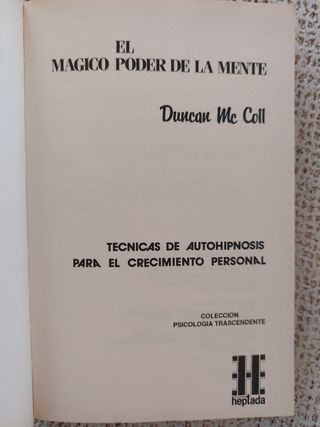 EL
MAGICO PODER DE LA MENTE
Duncan Mc Coll
TECNICAS DE AUTOHIPNOSIS
PARA EL CRECIMIENTO PERSONAL
COLECCION
PSICOLOGIA TRASCENDENTE
heptada